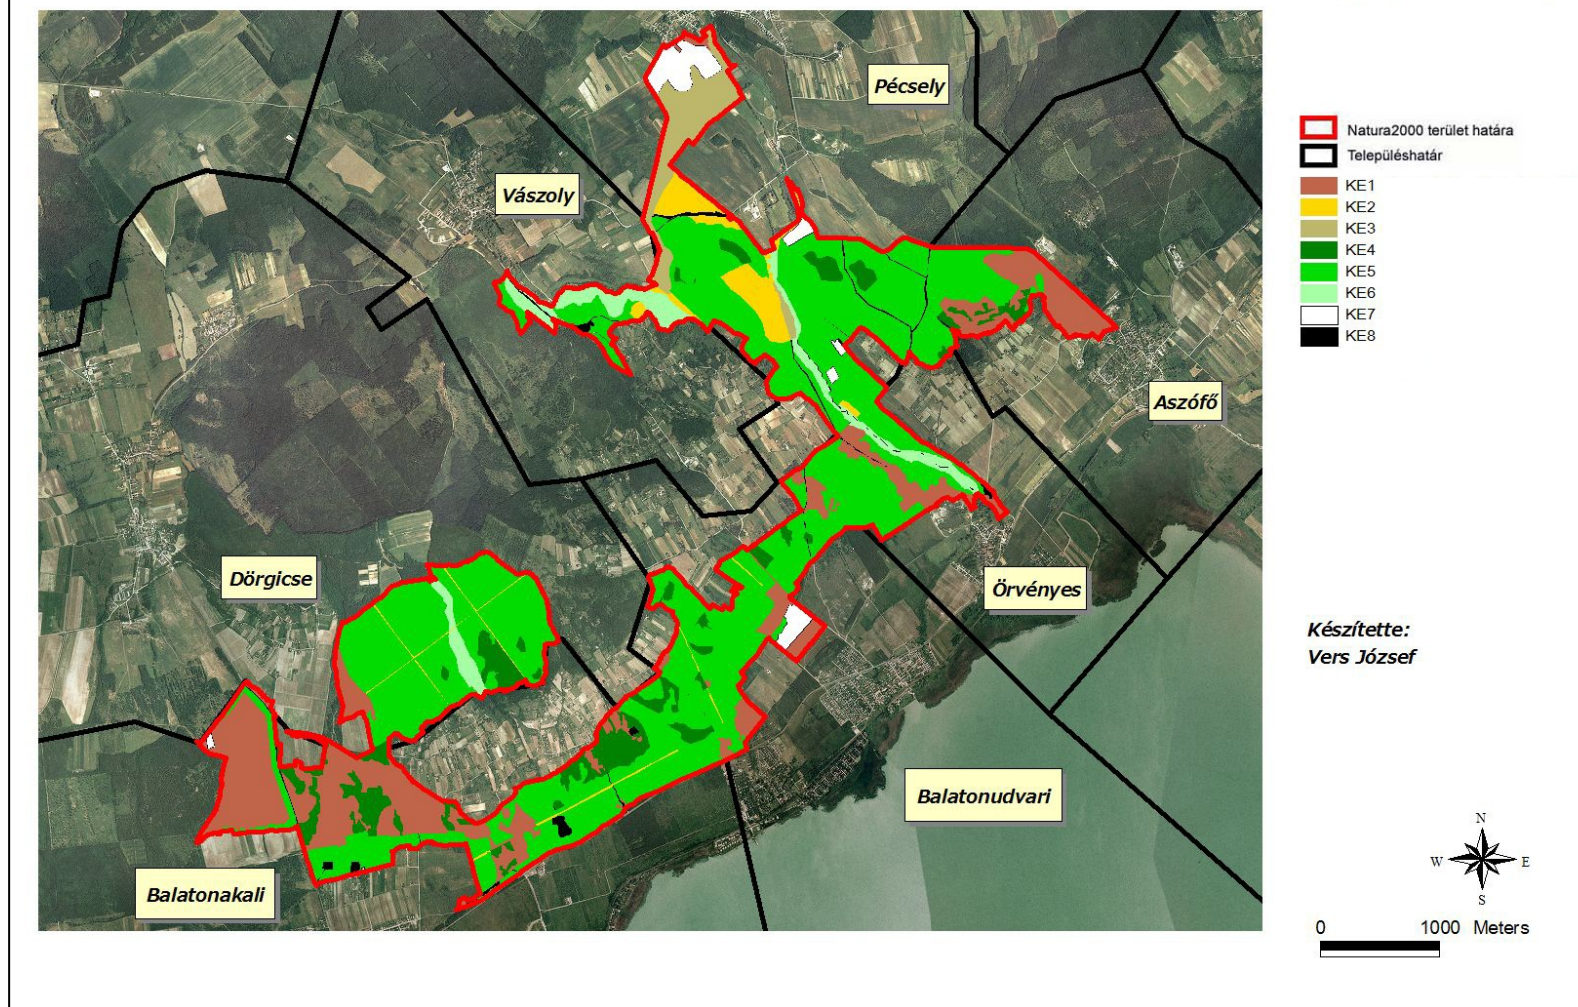 Pécsely
Vászoly
Aszófő
Dörgicse
Örvényes
Balatonudvari
Balatonakali
Natura2000 terület határa
Településhatár
KE1
KE2
KE3
KE4
KE5
KE6
KE7
KE8
Készítette:
Vers József
N
W E
S
0 1000 Meters